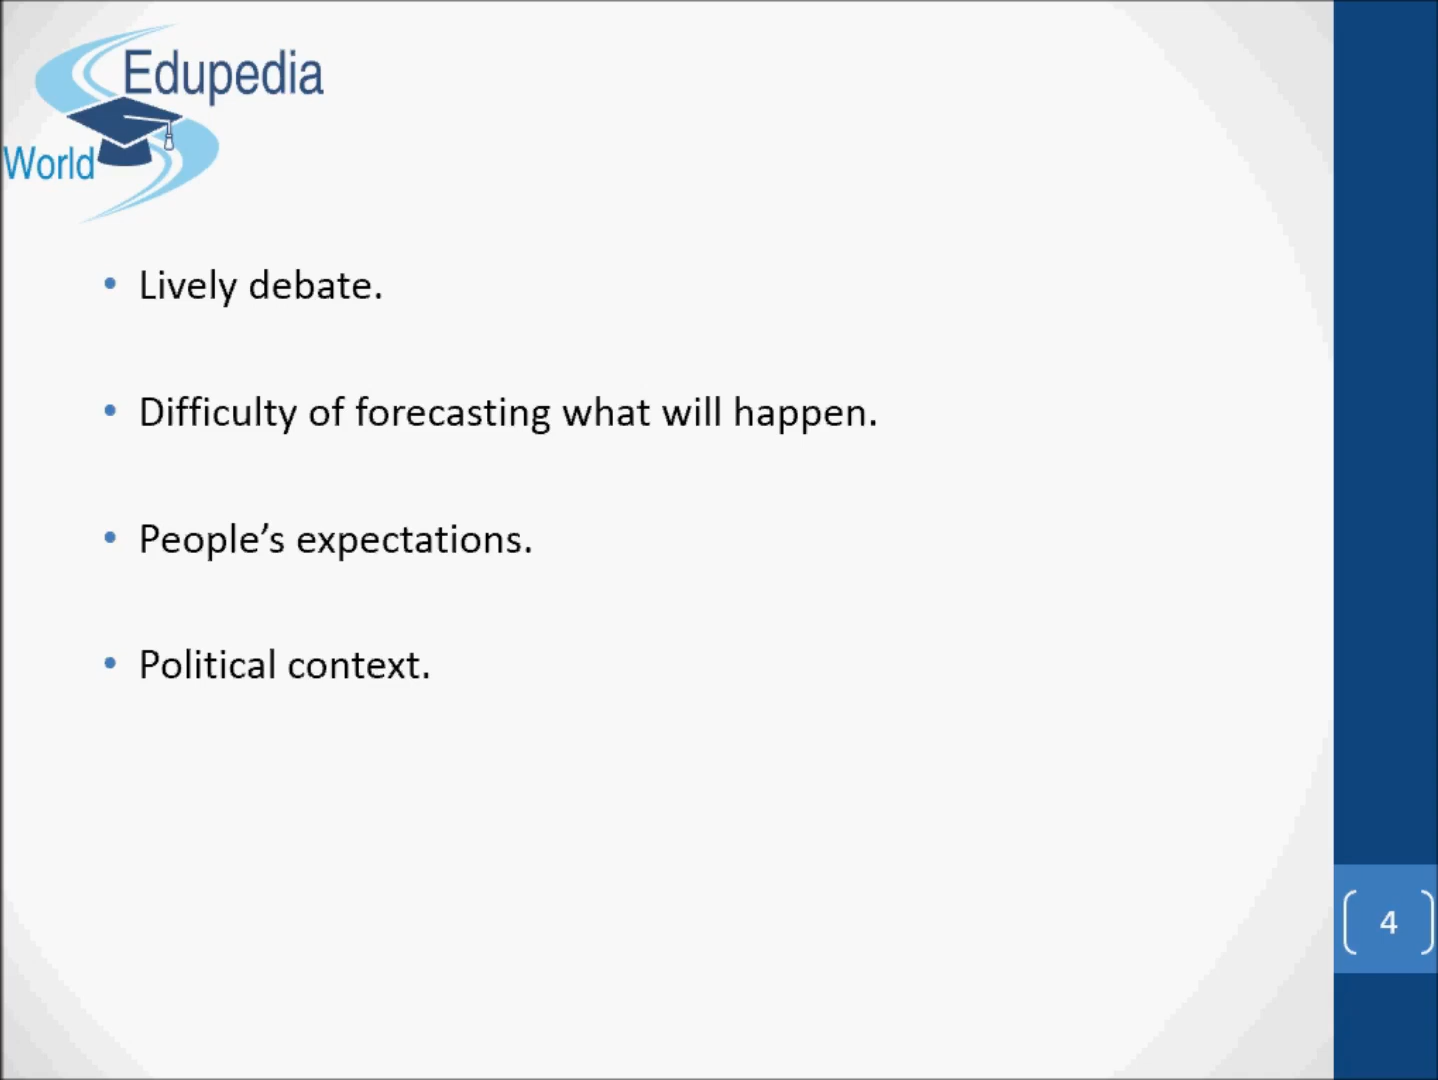 Edupedia
World
• Lively debate.
• Difficulty of forecasting what will happen.
• People’s expectations.
• Political context.
4